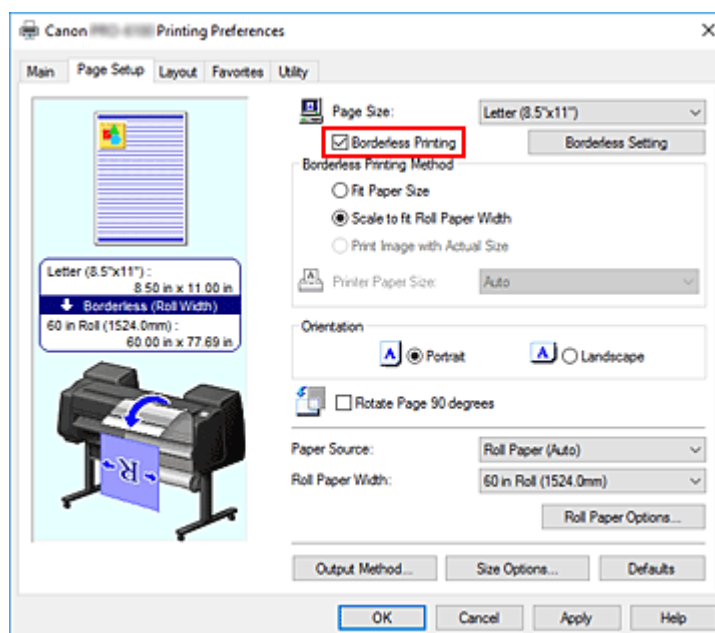 Canon Printing Preferences
Main Page Setup Layout Favorites Utility
Page Size: Letter (8.5"x11")
Borderless Printing Borderless Setting
Borderless Printing Method
Fit Paper Size
Scale to fit Roll Paper Width
Print Image with Actual Size
Printer Paper Size: Auto
Letter (8.5"x11") :
8.50 in x 11.00 in
Borderless (Roll Width)
60 in Roll (1524.0mm) :
60.00 in x 77.69 in
Orientation
A Portrait A Landscape
Rotate Page 90 degrees
Paper Source: Roll Paper (Auto)
Roll Paper Width: 60 in Roll (1524.0mm)
Roll Paper Options...
R
Output Method... Size Options... Defaults
OK Cancel Apply Help